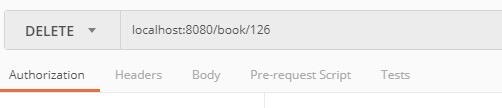 DELETE localhost:8080/book/126
Authorization Headers Body Pre-request Script Tests